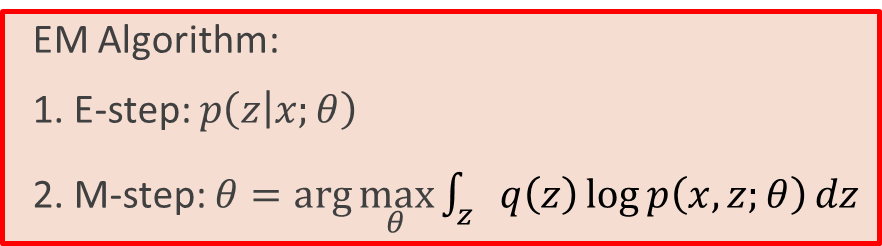 EM Algorithm:
1. E-step: p(z|x; θ)
2. M-step: θ = arg max_θ ∫_z q(z) log p(x, z; θ) dz